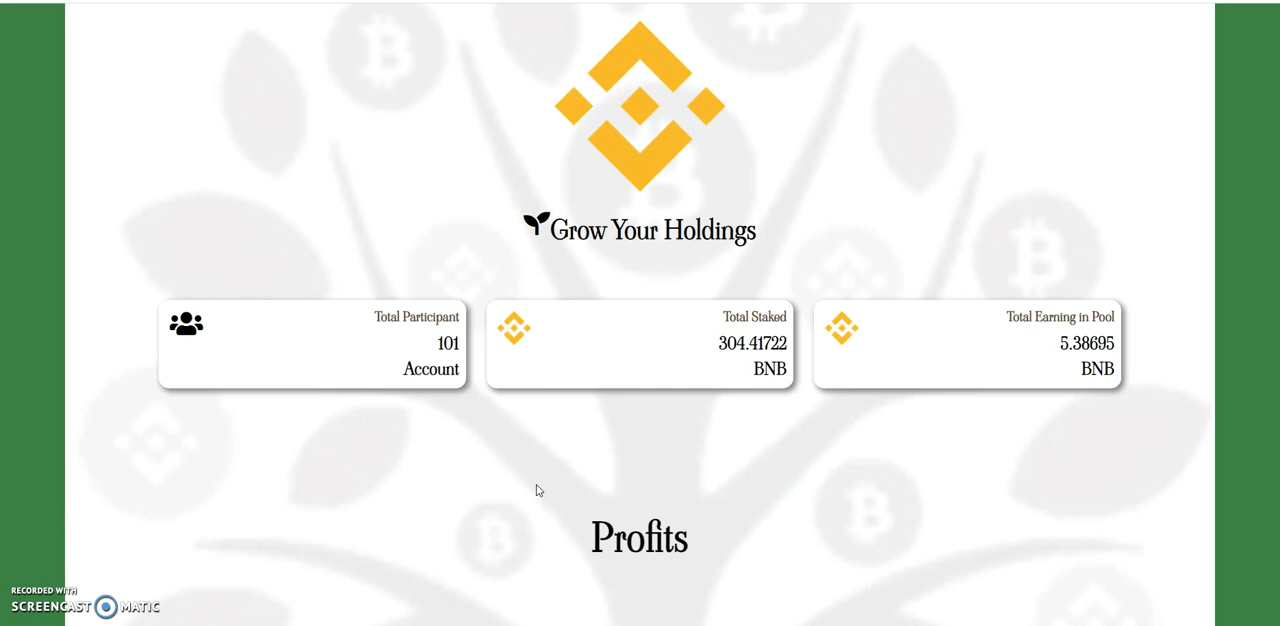 Grow Your Holdings
Total Participant
101
Account
Total Staked
304.41722
BNB
Total Earning in Pool
5.38695
BNB
Profits
RECORDED WITH
SCREENCAST MATIC